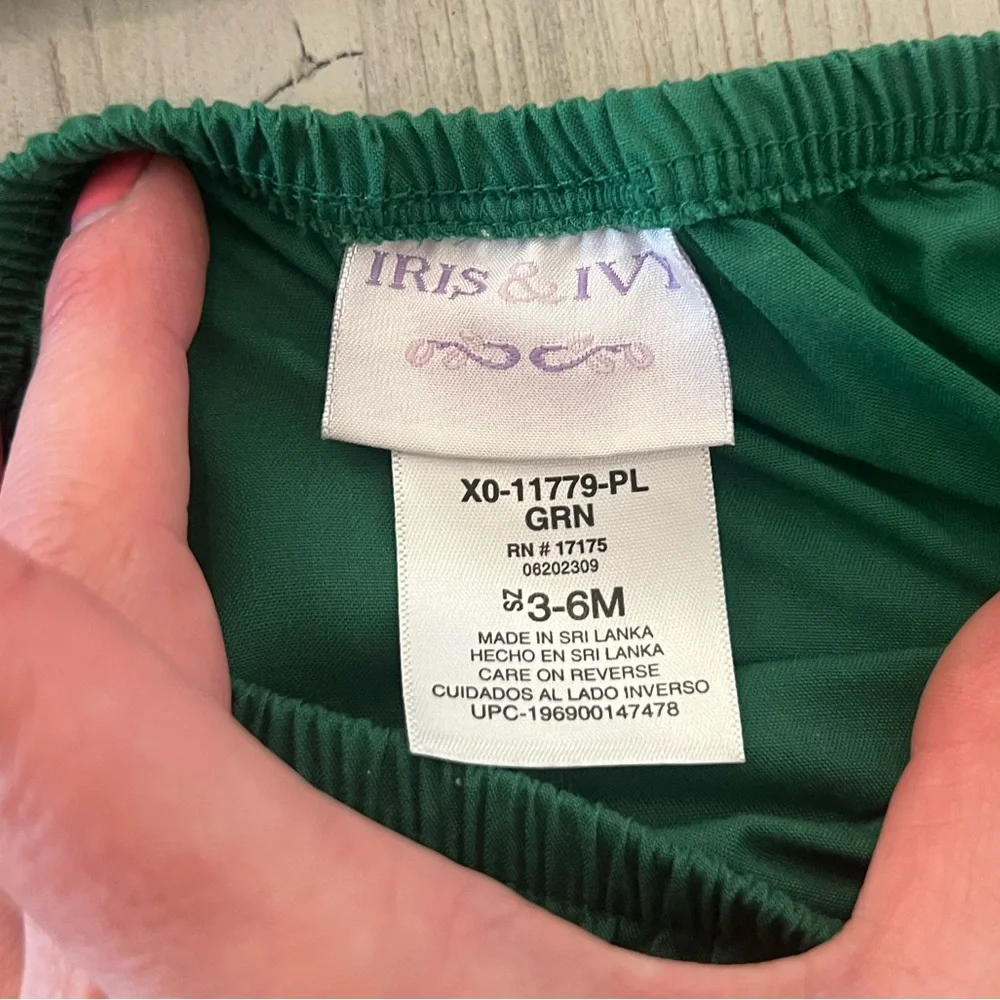 IRIS & IVY
X0-11779-PL
GRN
RN # 17175
06202309
SZ 3-6M
MADE IN SRI LANKA
HECHO EN SRI LANKA
CARE ON REVERSE
CUIDADOS AL LADO INVERSO
UPC-196900147478